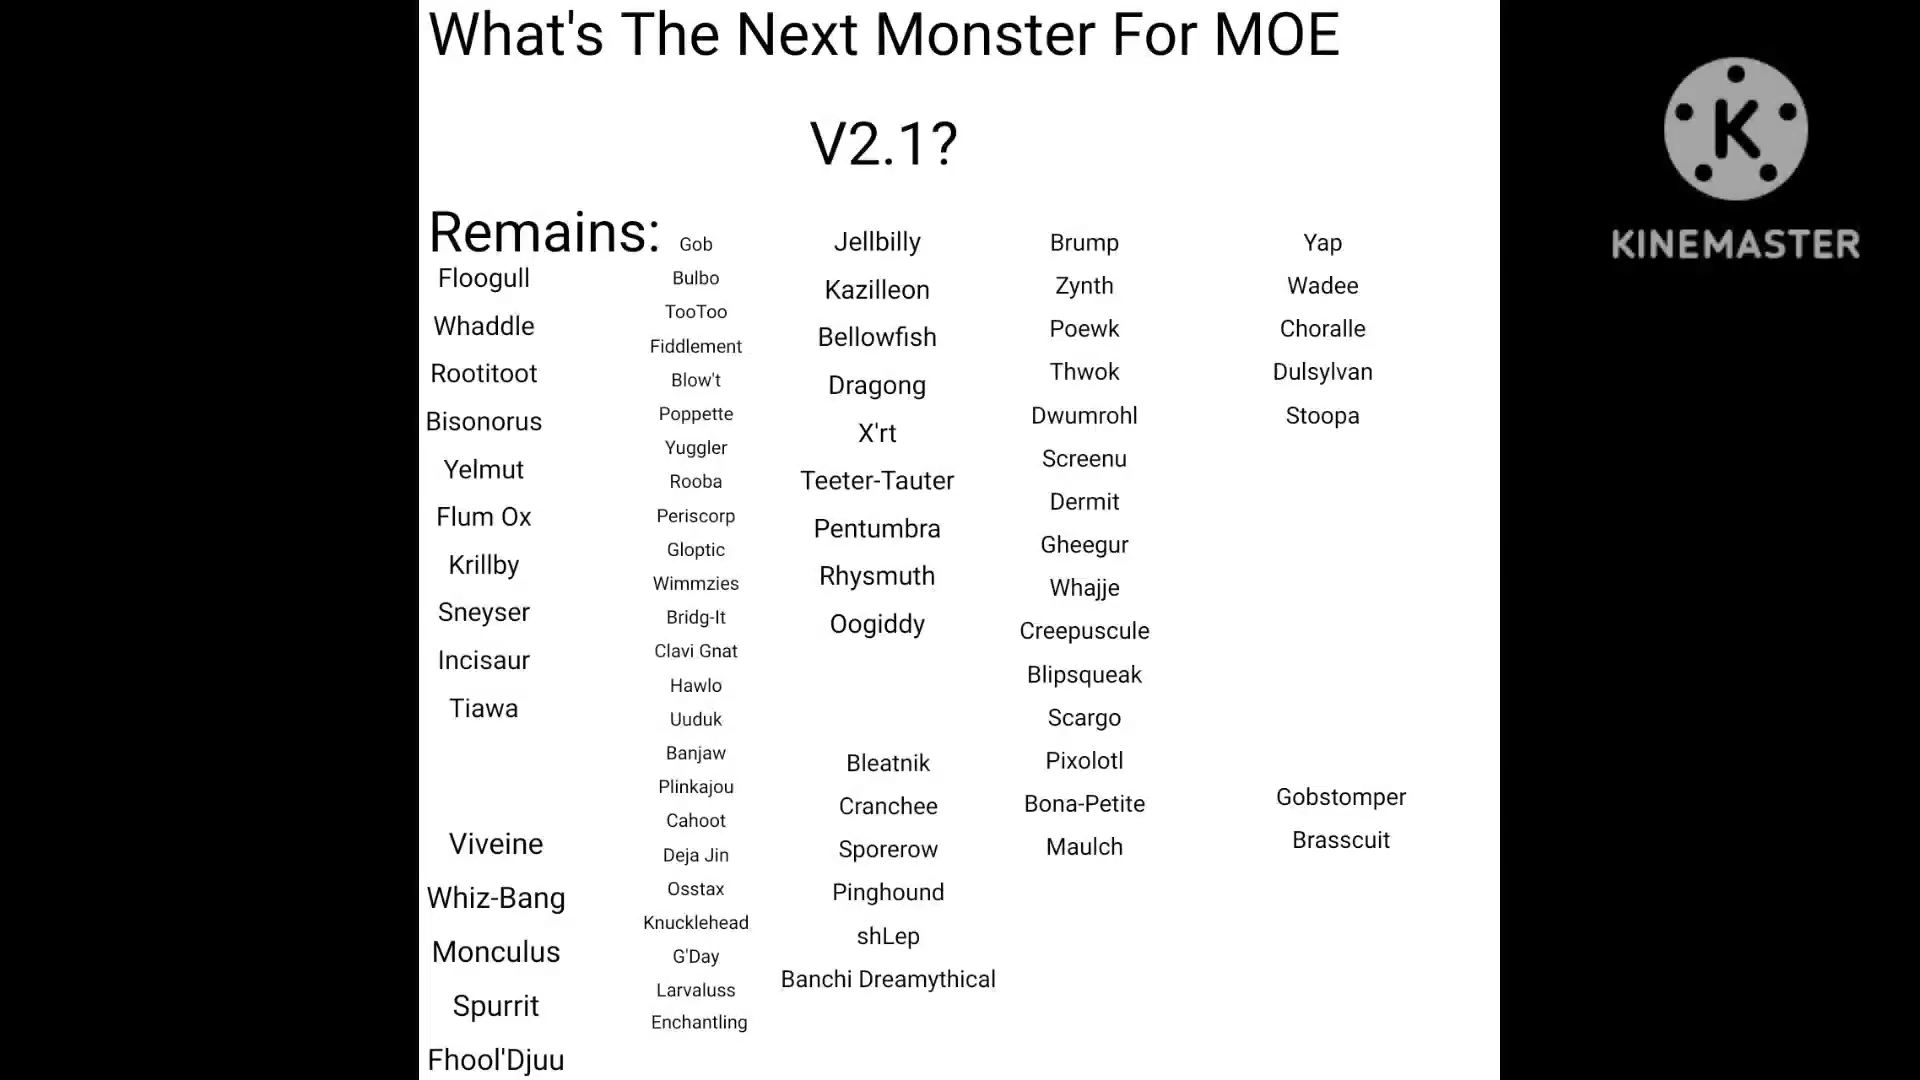 What's The Next Monster For MOE
V2.1?
Remains:
Floogull
Whaddle
Rootitoot
Bisonorus
Yelmut
Flum Ox
Krillby
Sneyser
Incisaur
Tiawa
Viveine
Whiz-Bang
Monculus
Spurrit
Fhool'Djuu
Gob
Bulbo
TooToo
Fiddlement
Blow't
Poppette
Yuggler
Rooba
Periscorp
Gloptic
Wimmzies
Bridg-It
Clavi Gnat
Hawlo
Uuduk
Banjaw
Plinkajou
Cahoot
Deja Jin
Osstax
Knucklehead
G'Day
Larvaluss
Enchantling
Jellbilly
Kazilleon
Bellowfish
Dragong
X'rt
Teeter-Tauter
Pentumbra
Rhysmuth
Oogiddy
Bleatnik
Cranchee
Sporerow
Pinghound
shLep
Banchi Dreamythical
Brump
Zynth
Poewk
Thwok
Dwumrohl
Screenu
Dermit
Gheegur
Whajje
Creepuscule
Blipsqueak
Scargo
Pixolotl
Bona-Petite
Maulch
Yap
Wadee
Choralle
Dulsylvan
Stoopa
Gobstomper
Brasscuit
K
KINEMASTER